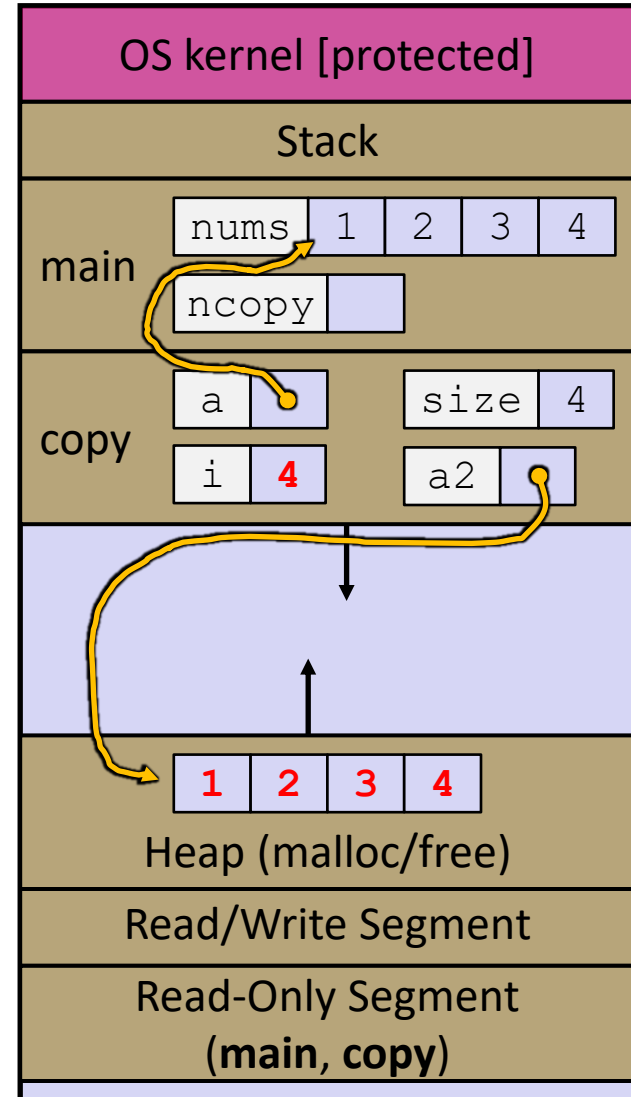 OS kernel [protected]
Stack
nums 1 2 3 4
main
ncopy
a size 4
copy
i 4 a2
1 2 3 4
Heap (malloc/free)
Read/Write Segment
Read-Only Segment
(main, copy)